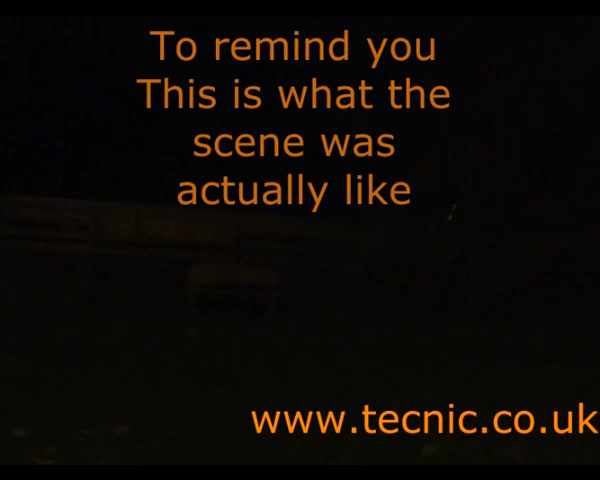 To remind you
This is what the
scene was
actually like
www.tecnic.co.uk